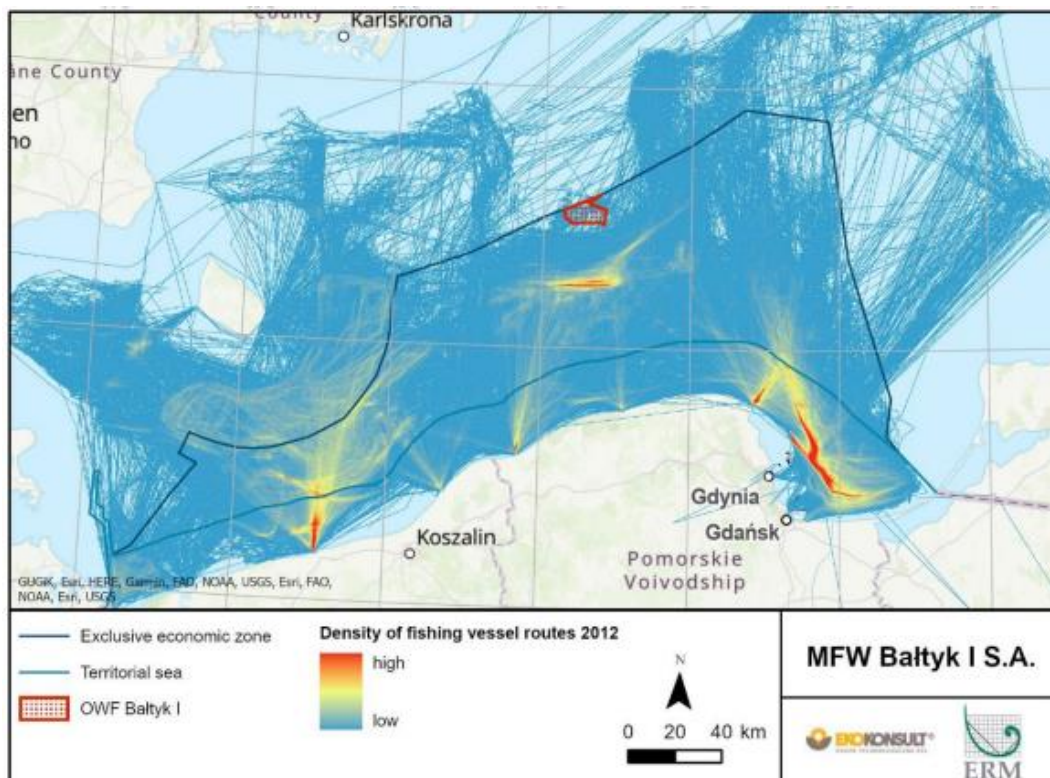 County
Karlskrona
ane County
en
no
Koszalin
Gdynia
Gdańsk
Pomorskie
Voivodship
GUGiK, Esri, HERE, Garmin, FAO, NOAA, USGS, Esri, FAO,
NOAA, Esri, USGS
Exclusive economic zone
Territorial sea
OWF Bałtyk I
Density of fishing vessel routes 2012
high
low
N
0 20 40 km
MFW Bałtyk I S.A.
EKOKONSULT
ERM